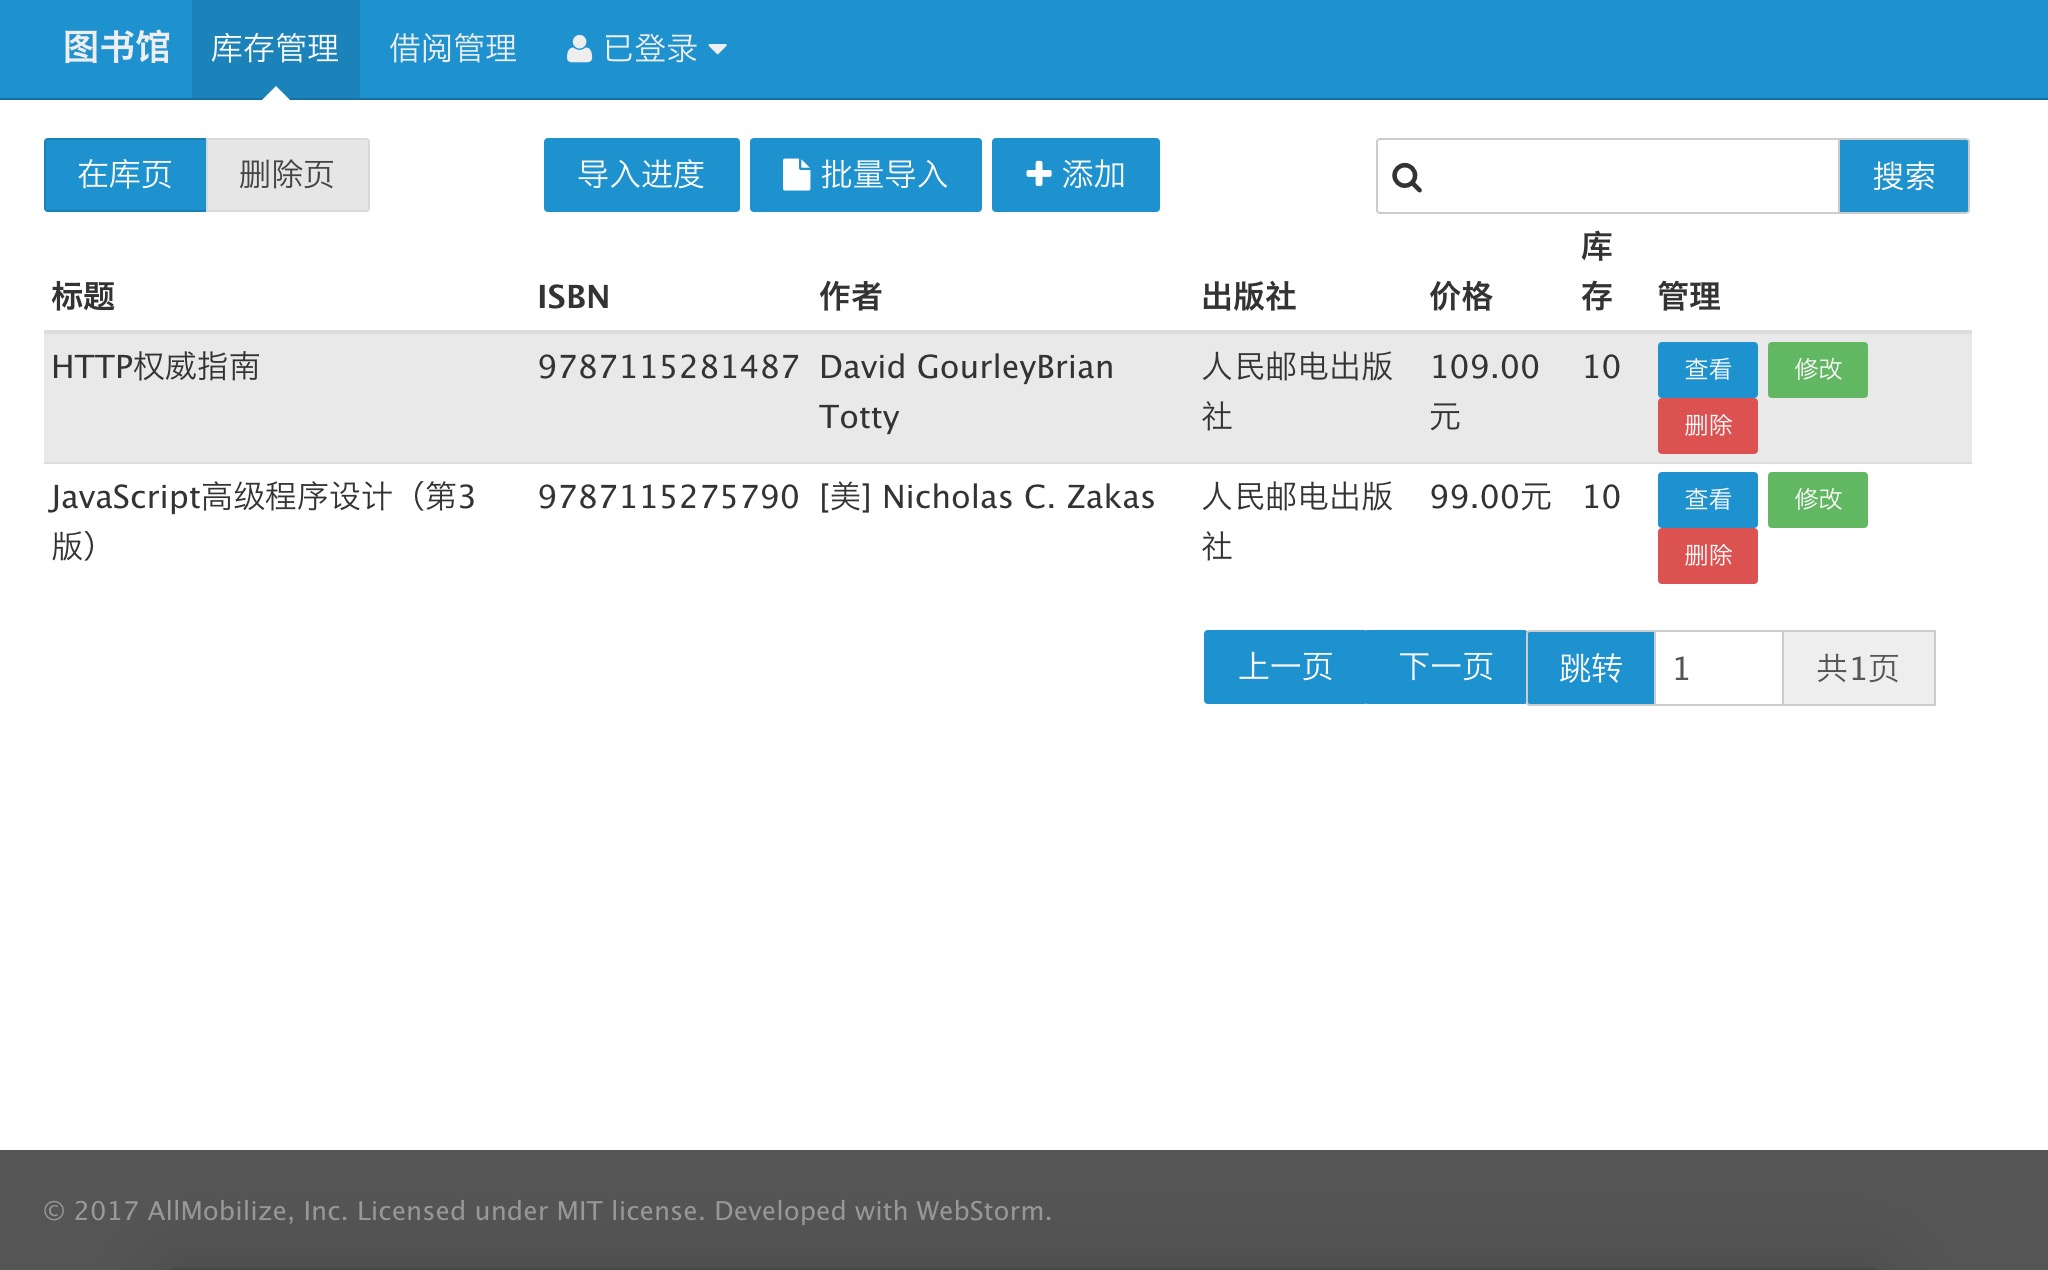 图书馆 库存管理 借阅管理 已登录
在库页 删除页 导入进度 批量导入 添加 搜索
标题 ISBN 作者 出版社 价格 库存 管理
HTTP权威指南 9787115281487 David GourleyBrian 人民邮电出版 109.00 10 查看 修改
Totty 社 元 删除
JavaScript高级程序设计（第3 9787115275790 [美] Nicholas C. Zakas 人民邮电出版 99.00元 10 查看 修改
版） 社 删除
上一页 下一页 跳转 1 共1页
© 2017 AllMobilize, Inc. Licensed under MIT license. Developed with WebStorm.